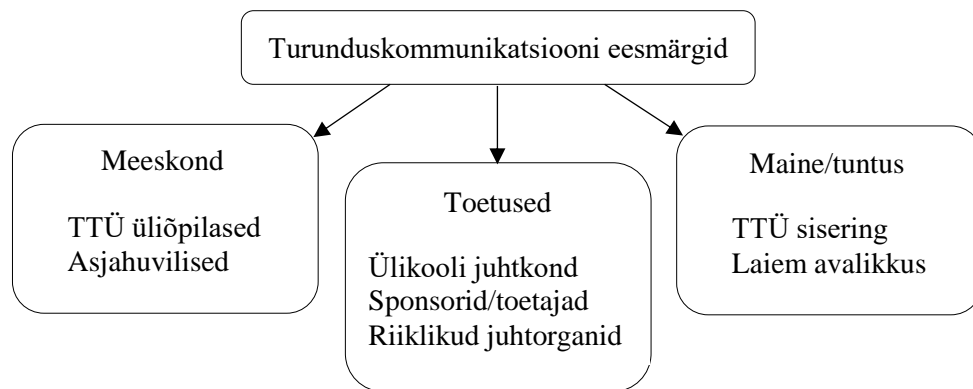 Turunduskommunikatsiooni eesmärgid
Meeskond
TTÜ üliõpilased
Asjahuvilised
Toetused
Ülikooli juhtkond
Sponsorid/toetajad
Riiklikud juhtorganid
Maine/tuntus
TTÜ sisering
Laiem avalikkus